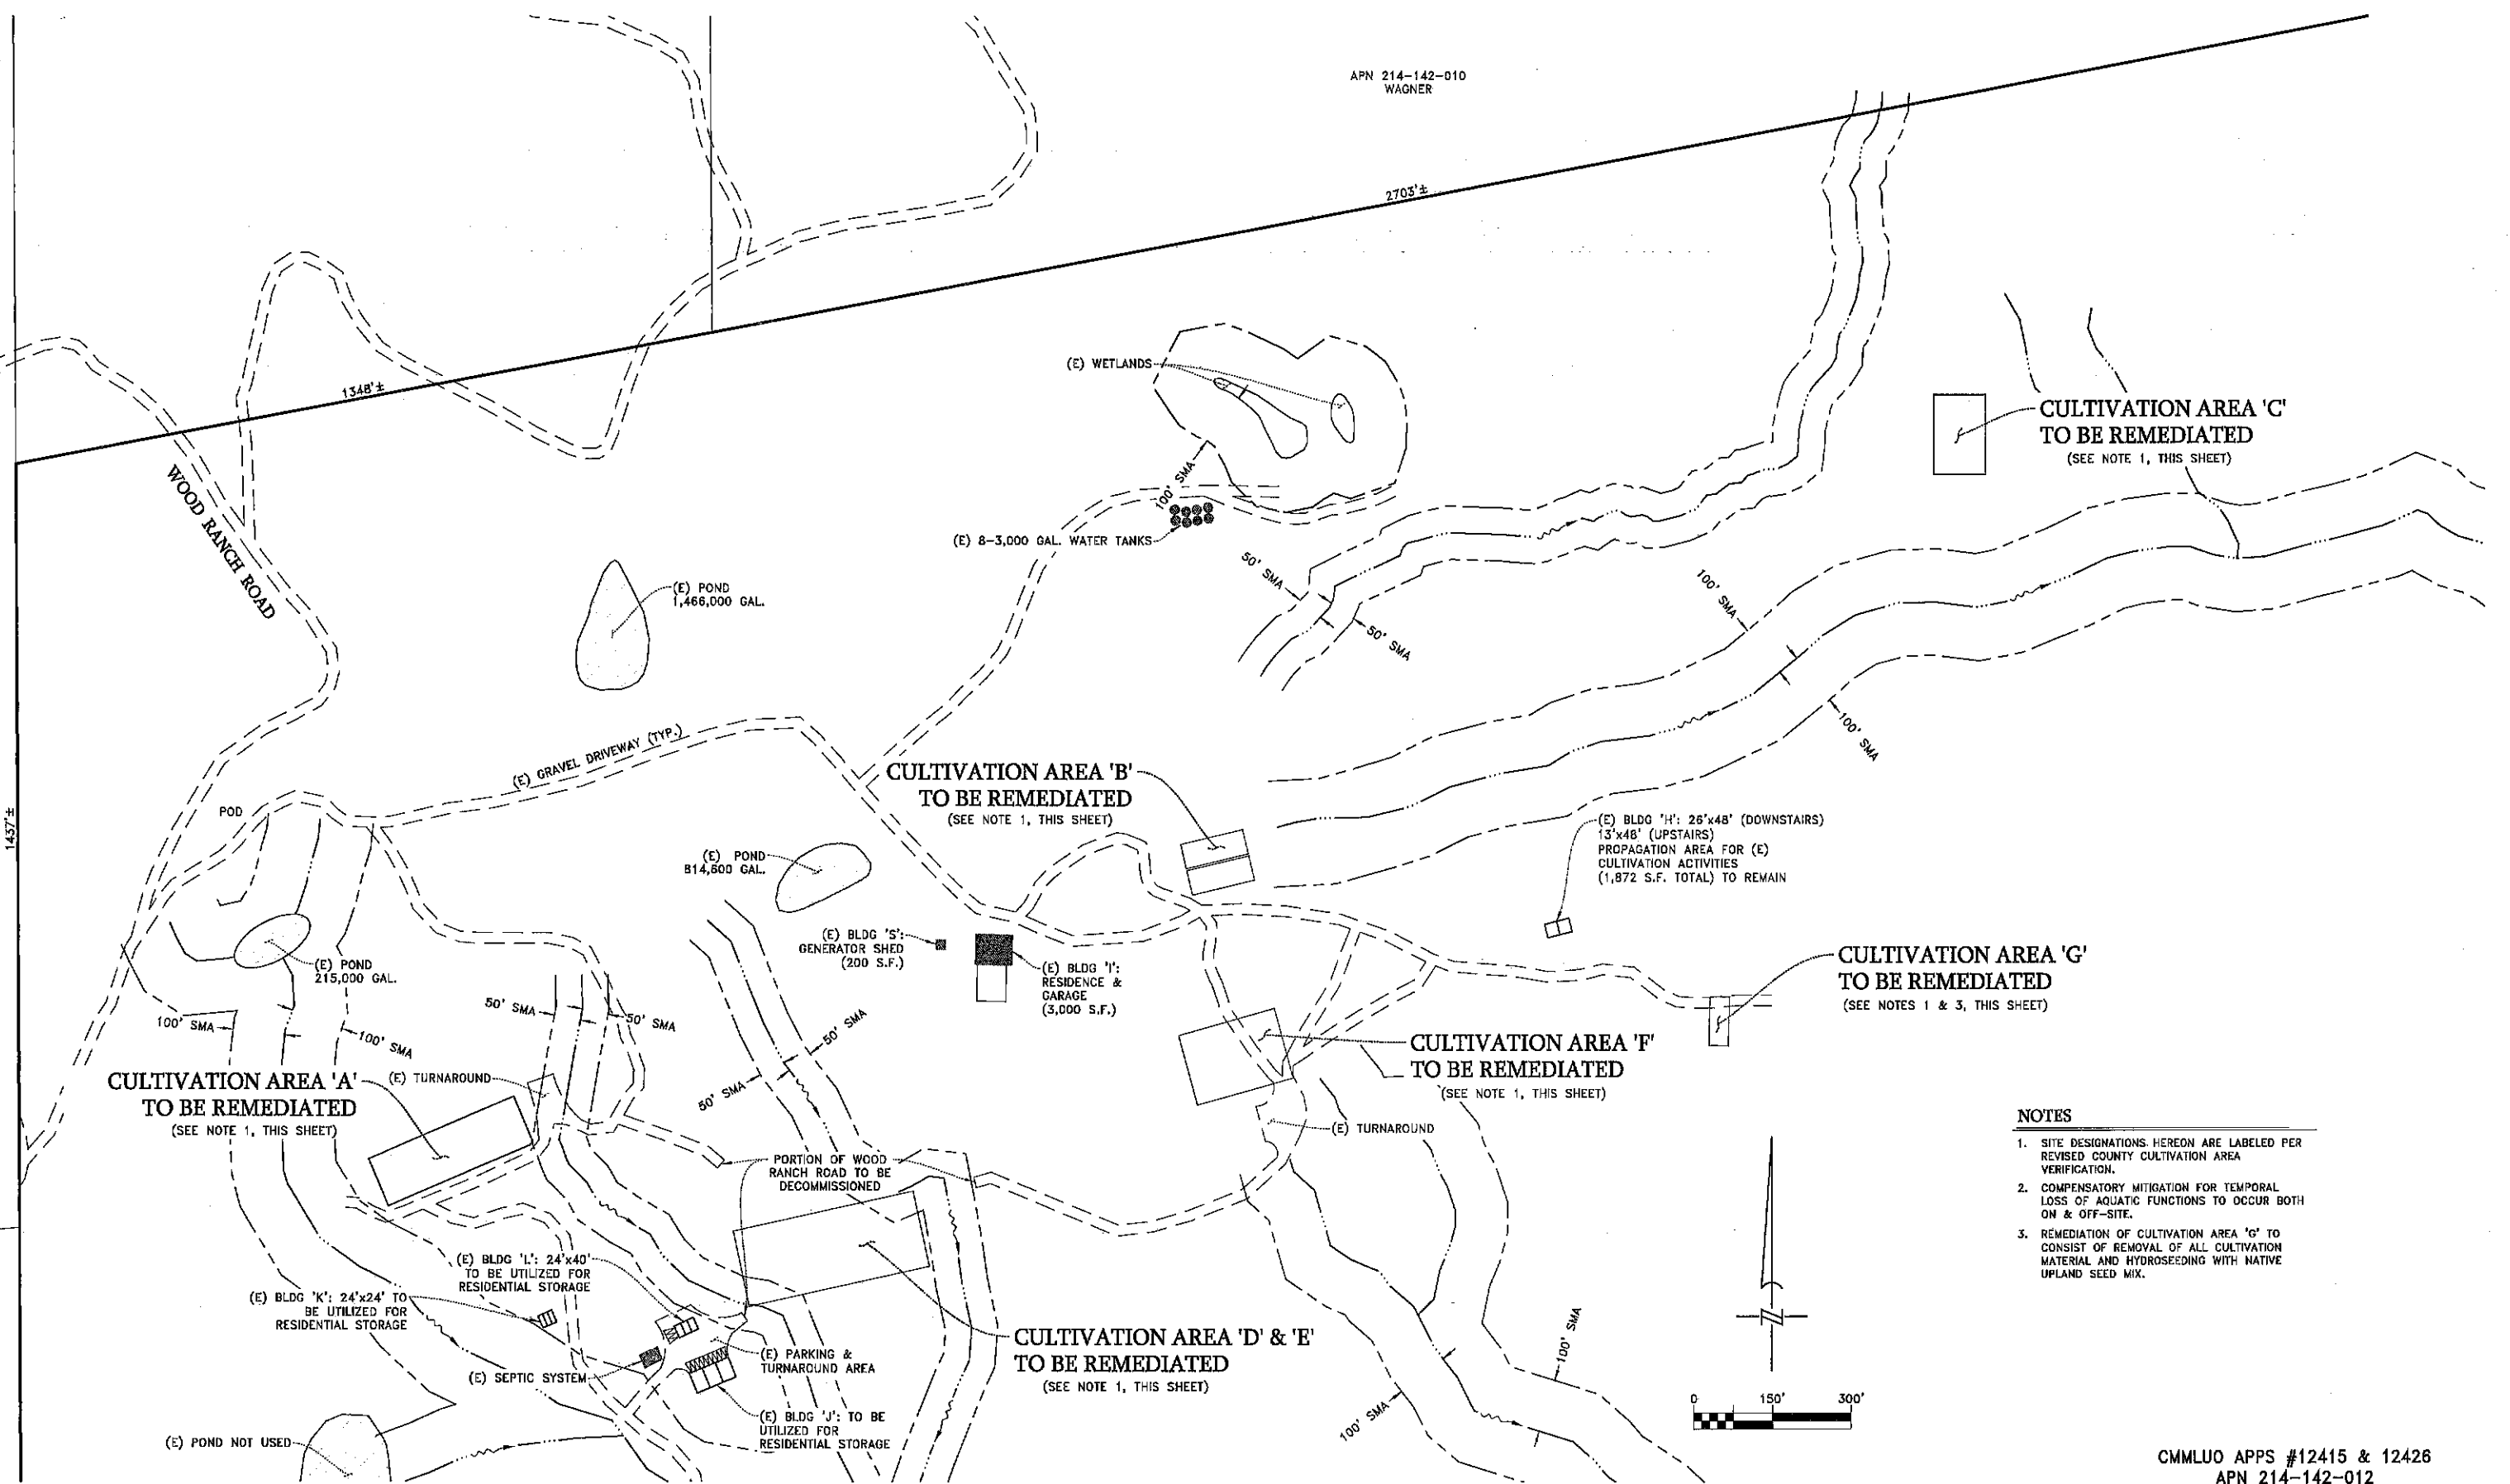 APN 214-142-010
WAGNER
2703'±
1348'±
(E) WETLANDS
CULTIVATION AREA 'C'
TO BE REMEDIATED
(SEE NOTE 1, THIS SHEET)
WOOD RANCH ROAD
100' SMA
(E) 8-3,000 GAL. WATER TANKS
50' SMA
50' SMA
100' SMA
100' SMA
(E) POND
1,466,000 GAL.
(E) GRAVEL DRIVEWAY (TYP.)
CULTIVATION AREA 'B'
TO BE REMEDIATED
(SEE NOTE 1, THIS SHEET)
1437'±
POD
(E) BLDG 'H': 26'x48' (DOWNSTAIRS)
13'x48' (UPSTAIRS)
PROPAGATION AREA FOR (E)
CULTIVATION ACTIVITIES
(1,872 S.F. TOTAL) TO REMAIN
(E) POND
814,600 GAL.
(E) BLDG 'S':
GENERATOR SHED
(200 S.F.)
(E) BLDG 'I':
RESIDENCE &
GARAGE
(3,000 S.F.)
(E) POND
215,000 GAL.
CULTIVATION AREA 'G'
TO BE REMEDIATED
(SEE NOTES 1 & 3, THIS SHEET)
100' SMA
100' SMA
50' SMA
50' SMA
50' SMA
50' SMA
CULTIVATION AREA 'F'
TO BE REMEDIATED
(SEE NOTE 1, THIS SHEET)
CULTIVATION AREA 'A'
TO BE REMEDIATED
(SEE NOTE 1, THIS SHEET)
(E) TURNAROUND
(E) TURNAROUND
PORTION OF WOOD
RANCH ROAD TO BE
DECOMMISSIONED
NOTES
1. SITE DESIGNATIONS HEREON ARE LABELED PER
REVISED COUNTY CULTIVATION AREA
VERIFICATION.
2. COMPENSATORY MITIGATION FOR TEMPORAL
LOSS OF AQUATIC FUNCTIONS TO OCCUR BOTH
ON & OFF-SITE.
3. REMEDIATION OF CULTIVATION AREA 'G' TO
CONSIST OF REMOVAL OF ALL CULTIVATION
MATERIAL AND HYDROSEEDING WITH NATIVE
UPLAND SEED MIX.
(E) BLDG 'L': 24'x40'
TO BE UTILIZED FOR
RESIDENTIAL STORAGE
(E) BLDG 'K': 24'x24' TO
BE UTILIZED FOR
RESIDENTIAL STORAGE
CULTIVATION AREA 'D' & 'E'
TO BE REMEDIATED
(SEE NOTE 1, THIS SHEET)
(E) PARKING &
TURNAROUND AREA
(E) SEPTIC SYSTEM
(E) BLDG 'J': TO BE
UTILIZED FOR
RESIDENTIAL STORAGE
(E) POND NOT USED
100' SMA
100' SMA
N
0 150' 300'
CMMLUO APPS #12415 & 12426
APN 214-142-012